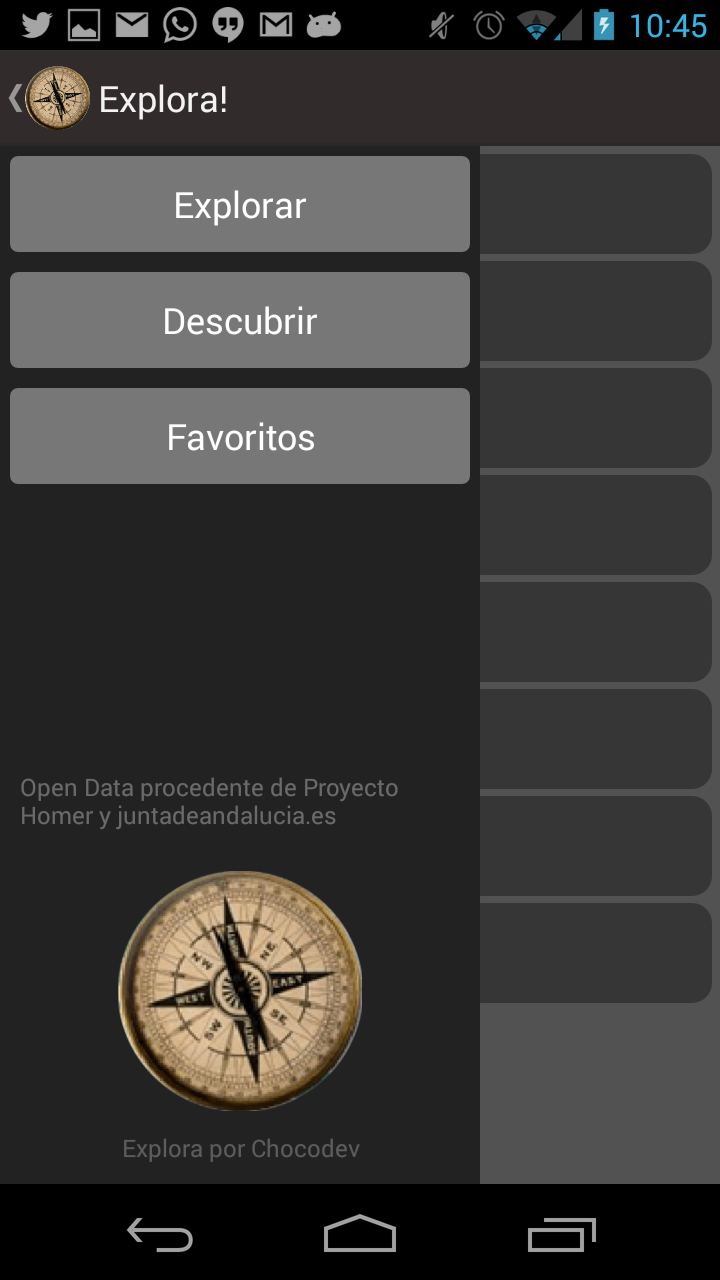 10:45
Explora!
Explorar
Descubrir
Favoritos
Open Data procedente de Proyecto
Homer y juntadeandalucia.es
NW
NE
WEST
EAST
SW
SE
Explora por Chocodev